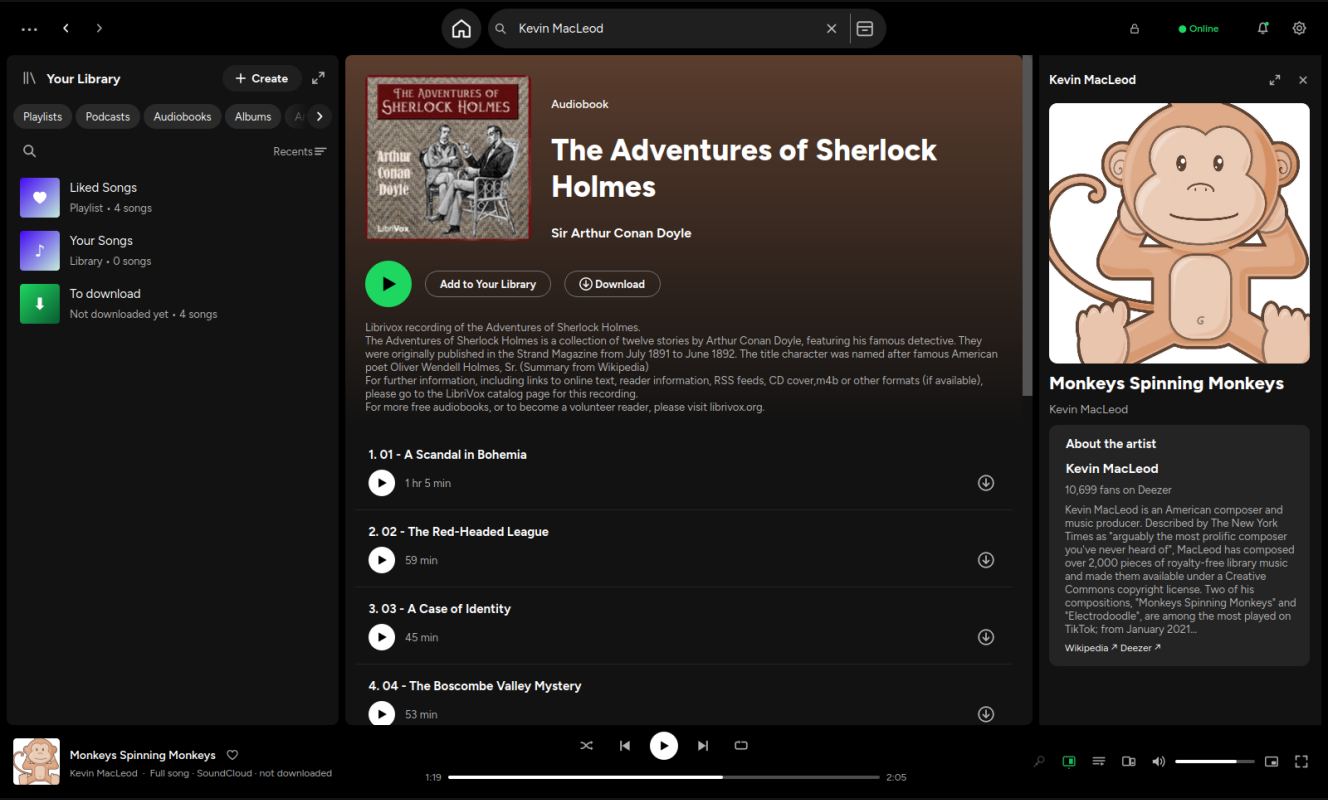 Kevin MacLeod
Online
Your Library
Create
Playlists
Podcasts
Audiobooks
Albums
Recents
Liked Songs
Playlist • 4 songs
Your Songs
Library • 0 songs
To download
Not downloaded yet • 4 songs
THE ADVENTURES OF
SHERLOCK HOLMES
Arthur
Conan
Doyle
LibriVox
Audiobook
The Adventures of Sherlock
Holmes
Sir Arthur Conan Doyle
Add to Your Library
Download
Librivox recording of the Adventures of Sherlock Holmes.
The Adventures of Sherlock Holmes is a collection of twelve stories by Arthur Conan Doyle, featuring his famous detective. They
were originally published in the Strand Magazine from July 1891 to June 1892. The title character was named after famous American
poet Oliver Wendell Holmes, Sr. (Summary from Wikipedia)
For further information, including links to online text, reader information, RSS feeds, CD cover,m4b or other formats (if available),
please go to the LibriVox catalog page for this recording.
For more free audiobooks, or to become a volunteer reader, please visit librivox.org.
1. 01 - A Scandal in Bohemia
1 hr 5 min
2. 02 - The Red-Headed League
59 min
3. 03 - A Case of Identity
45 min
4. 04 - The Boscombe Valley Mystery
53 min
Kevin MacLeod
G
Monkeys Spinning Monkeys
Kevin MacLeod
About the artist
Kevin MacLeod
10,699 fans on Deezer
Kevin MacLeod is an American composer and
music producer. Described by The New York
Times as "arguably the most prolific composer
you've never heard of", MacLeod has composed
over 2,000 pieces of royalty-free library music
and made them available under a Creative
Commons copyright license. Two of his
compositions, "Monkeys Spinning Monkeys" and
"Electrodoodle", are among the most played on
TikTok; from January 2021...
Wikipedia ↗ Deezer ↗
Monkeys Spinning Monkeys
Kevin MacLeod · Full song · SoundCloud · not downloaded
1:19
2:05